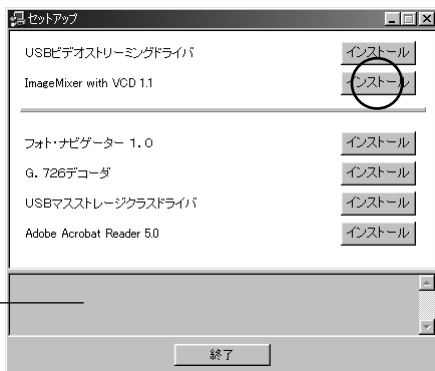 セットアップ
USBビデオストリーミングドライバ インストール
ImageMixer with VCD 1.1 インストール
フォト・ナビゲーター 1.0 インストール
G. 726デコーダ インストール
USBマスストレージクラスドライバ インストール
Adobe Acrobat Reader 5.0 インストール
終了